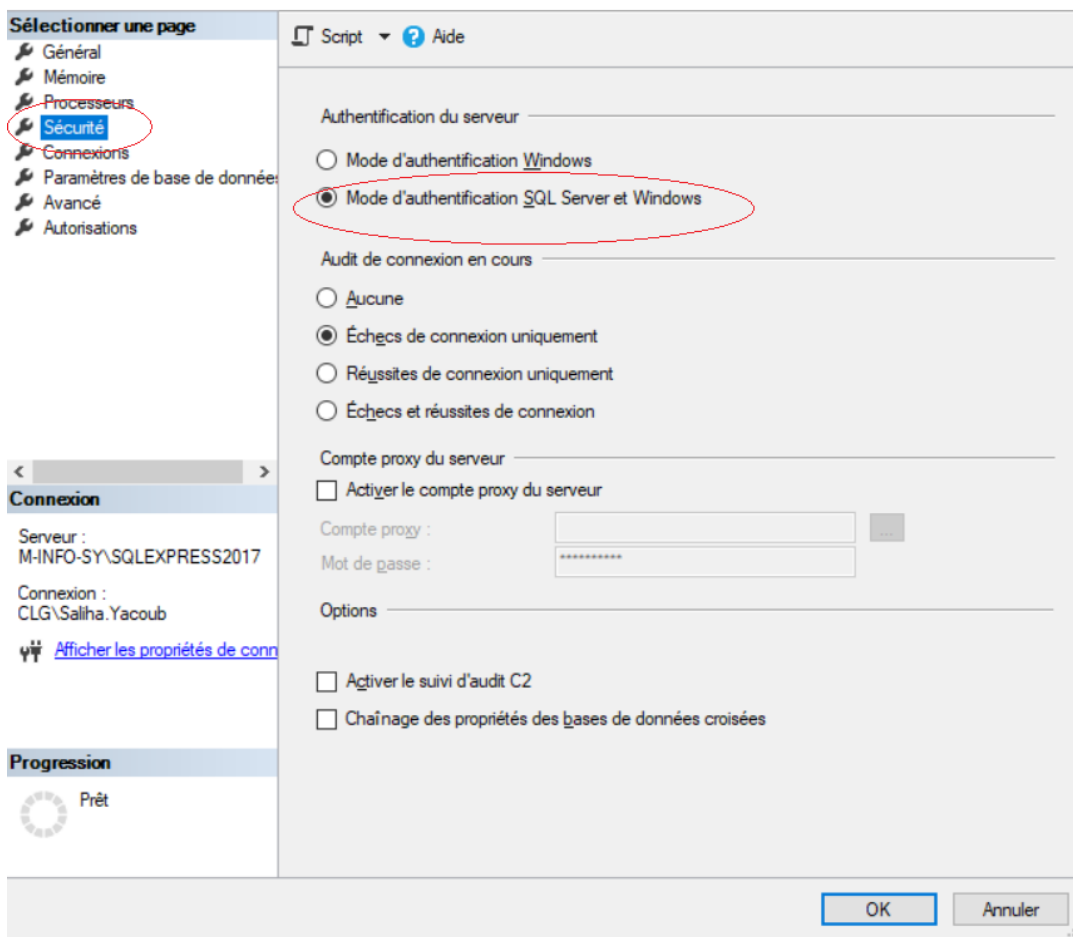 Sélectionner une page
Général
Mémoire
Processeurs
Sécurité
Connexions
Paramètres de base de données
Avancé
Autorisations
Script
Aide
Authentification du serveur
Mode d'authentification Windows
Mode d'authentification SQL Server et Windows
Audit de connexion en cours
Aucune
Échecs de connexion uniquement
Réussites de connexion uniquement
Échecs et réussites de connexion
Compte proxy du serveur
Activer le compte proxy du serveur
Compte proxy :
...
Mot de passe :
**********
Options
Activer le suivi d'audit C2
Chaînage des propriétés des bases de données croisées
Connexion
Serveur :
M-INFO-SY\SQLEXPRESS2017
Connexion :
CLG\Saliha.Yacoub
Afficher les propriétés de conn
Progression
Prêt
OK
Annuler